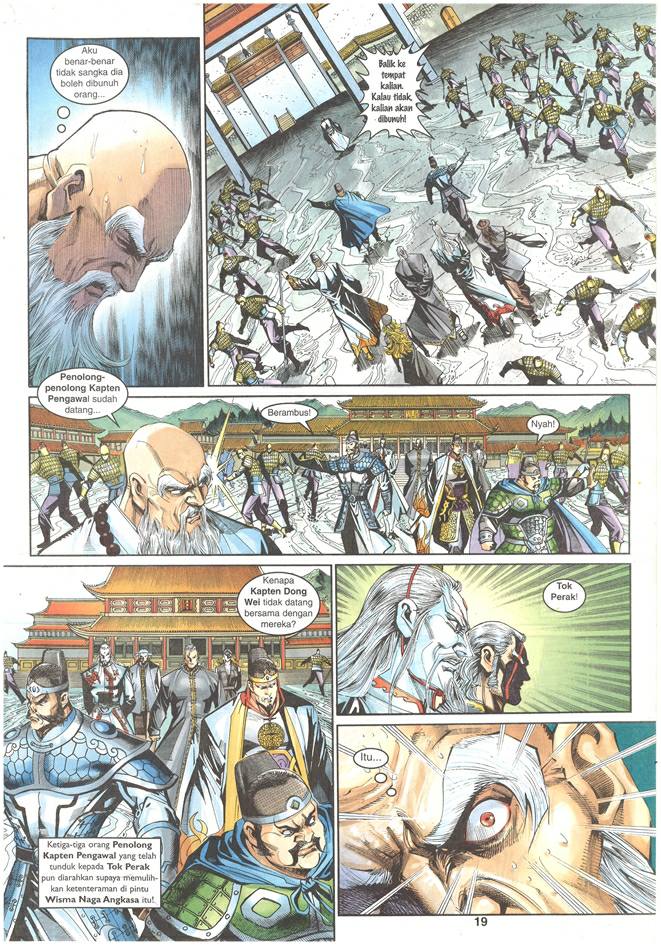 Aku
benar-benar
tidak sangka dia
boleh dibunuh
orang...
Balik ke
tempat
kalian.
Kalau tidak,
kalian akan
dibunuh!
Penolong-
penolong Kapten
Pengawal sudah
datang...
Berambus!
Nyah!
Kenapa
Kapten Dong
Wei tidak datang
bersama dengan
mereka?
Ketiga-tiga orang Penolong
Kapten Pengawal yang telah
tunduk kepada Tok Perak
pun diarahkan supaya memulih-
kan ketenteraman di pintu
Wisma Naga Angkasa itu!.
Tok
Perak!
Itu...
19